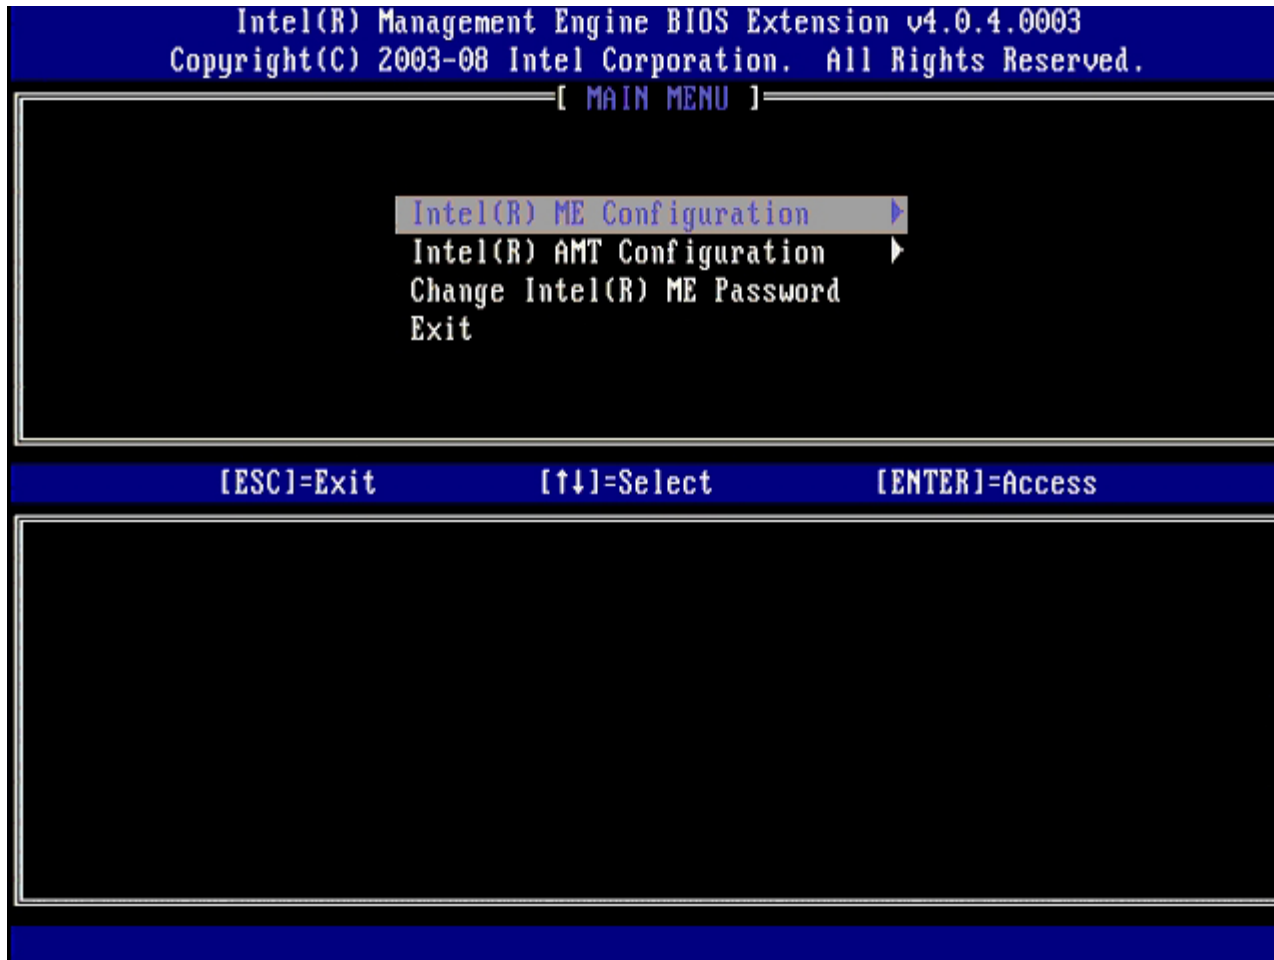 Intel(R) Management Engine BIOS Extension v4.0.4.0003
Copyright(C) 2003-08 Intel Corporation. All Rights Reserved.
[ MAIN MENU ]
Intel(R) ME Configuration ►
Intel(R) AMT Configuration ►
Change Intel(R) ME Password
Exit
[ESC]=Exit [↑↓]=Select [ENTER]=Access